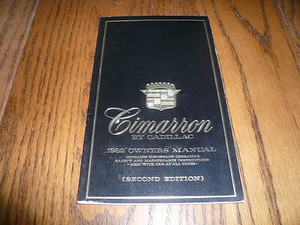 Cimarron
BY CADILLAC
1982 OWNERS MANUAL
CONTAINS IMPORTANT OPERATING,
SAFETY AND MAINTENANCE INSTRUCTIONS
- KEEP WITH CAR AT ALL TIMES -
(SECOND EDITION)